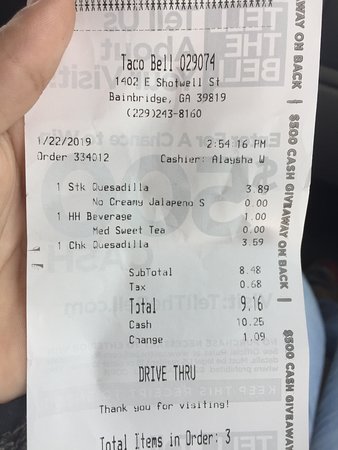 Taco Bell 029074
1402 E Shotwell St
Bainbridge, GA 39819
(229)243-8160
1/22/2019 2:54:16 PM
Order 334012 Cashier: Alaysha W
1 Stk Quesadilla 3.89
No Creamy Jalapeno S 0.00
1 HH Beverage 1.00
Med Sweet Tea 0.00
1 Chk Quesadilla 3.59
SubTotal 8.48
Tax 0.68
Total 9.16
Cash 10.25
Change 1.09
DRIVE THRU
Thank you for visiting!
Total Items in Order: 3
$500 CASH GIVEAWAY ON BACK |
$500 CASH GIVEAWAY ON BACK |
$500 CASH GIVEAWAY